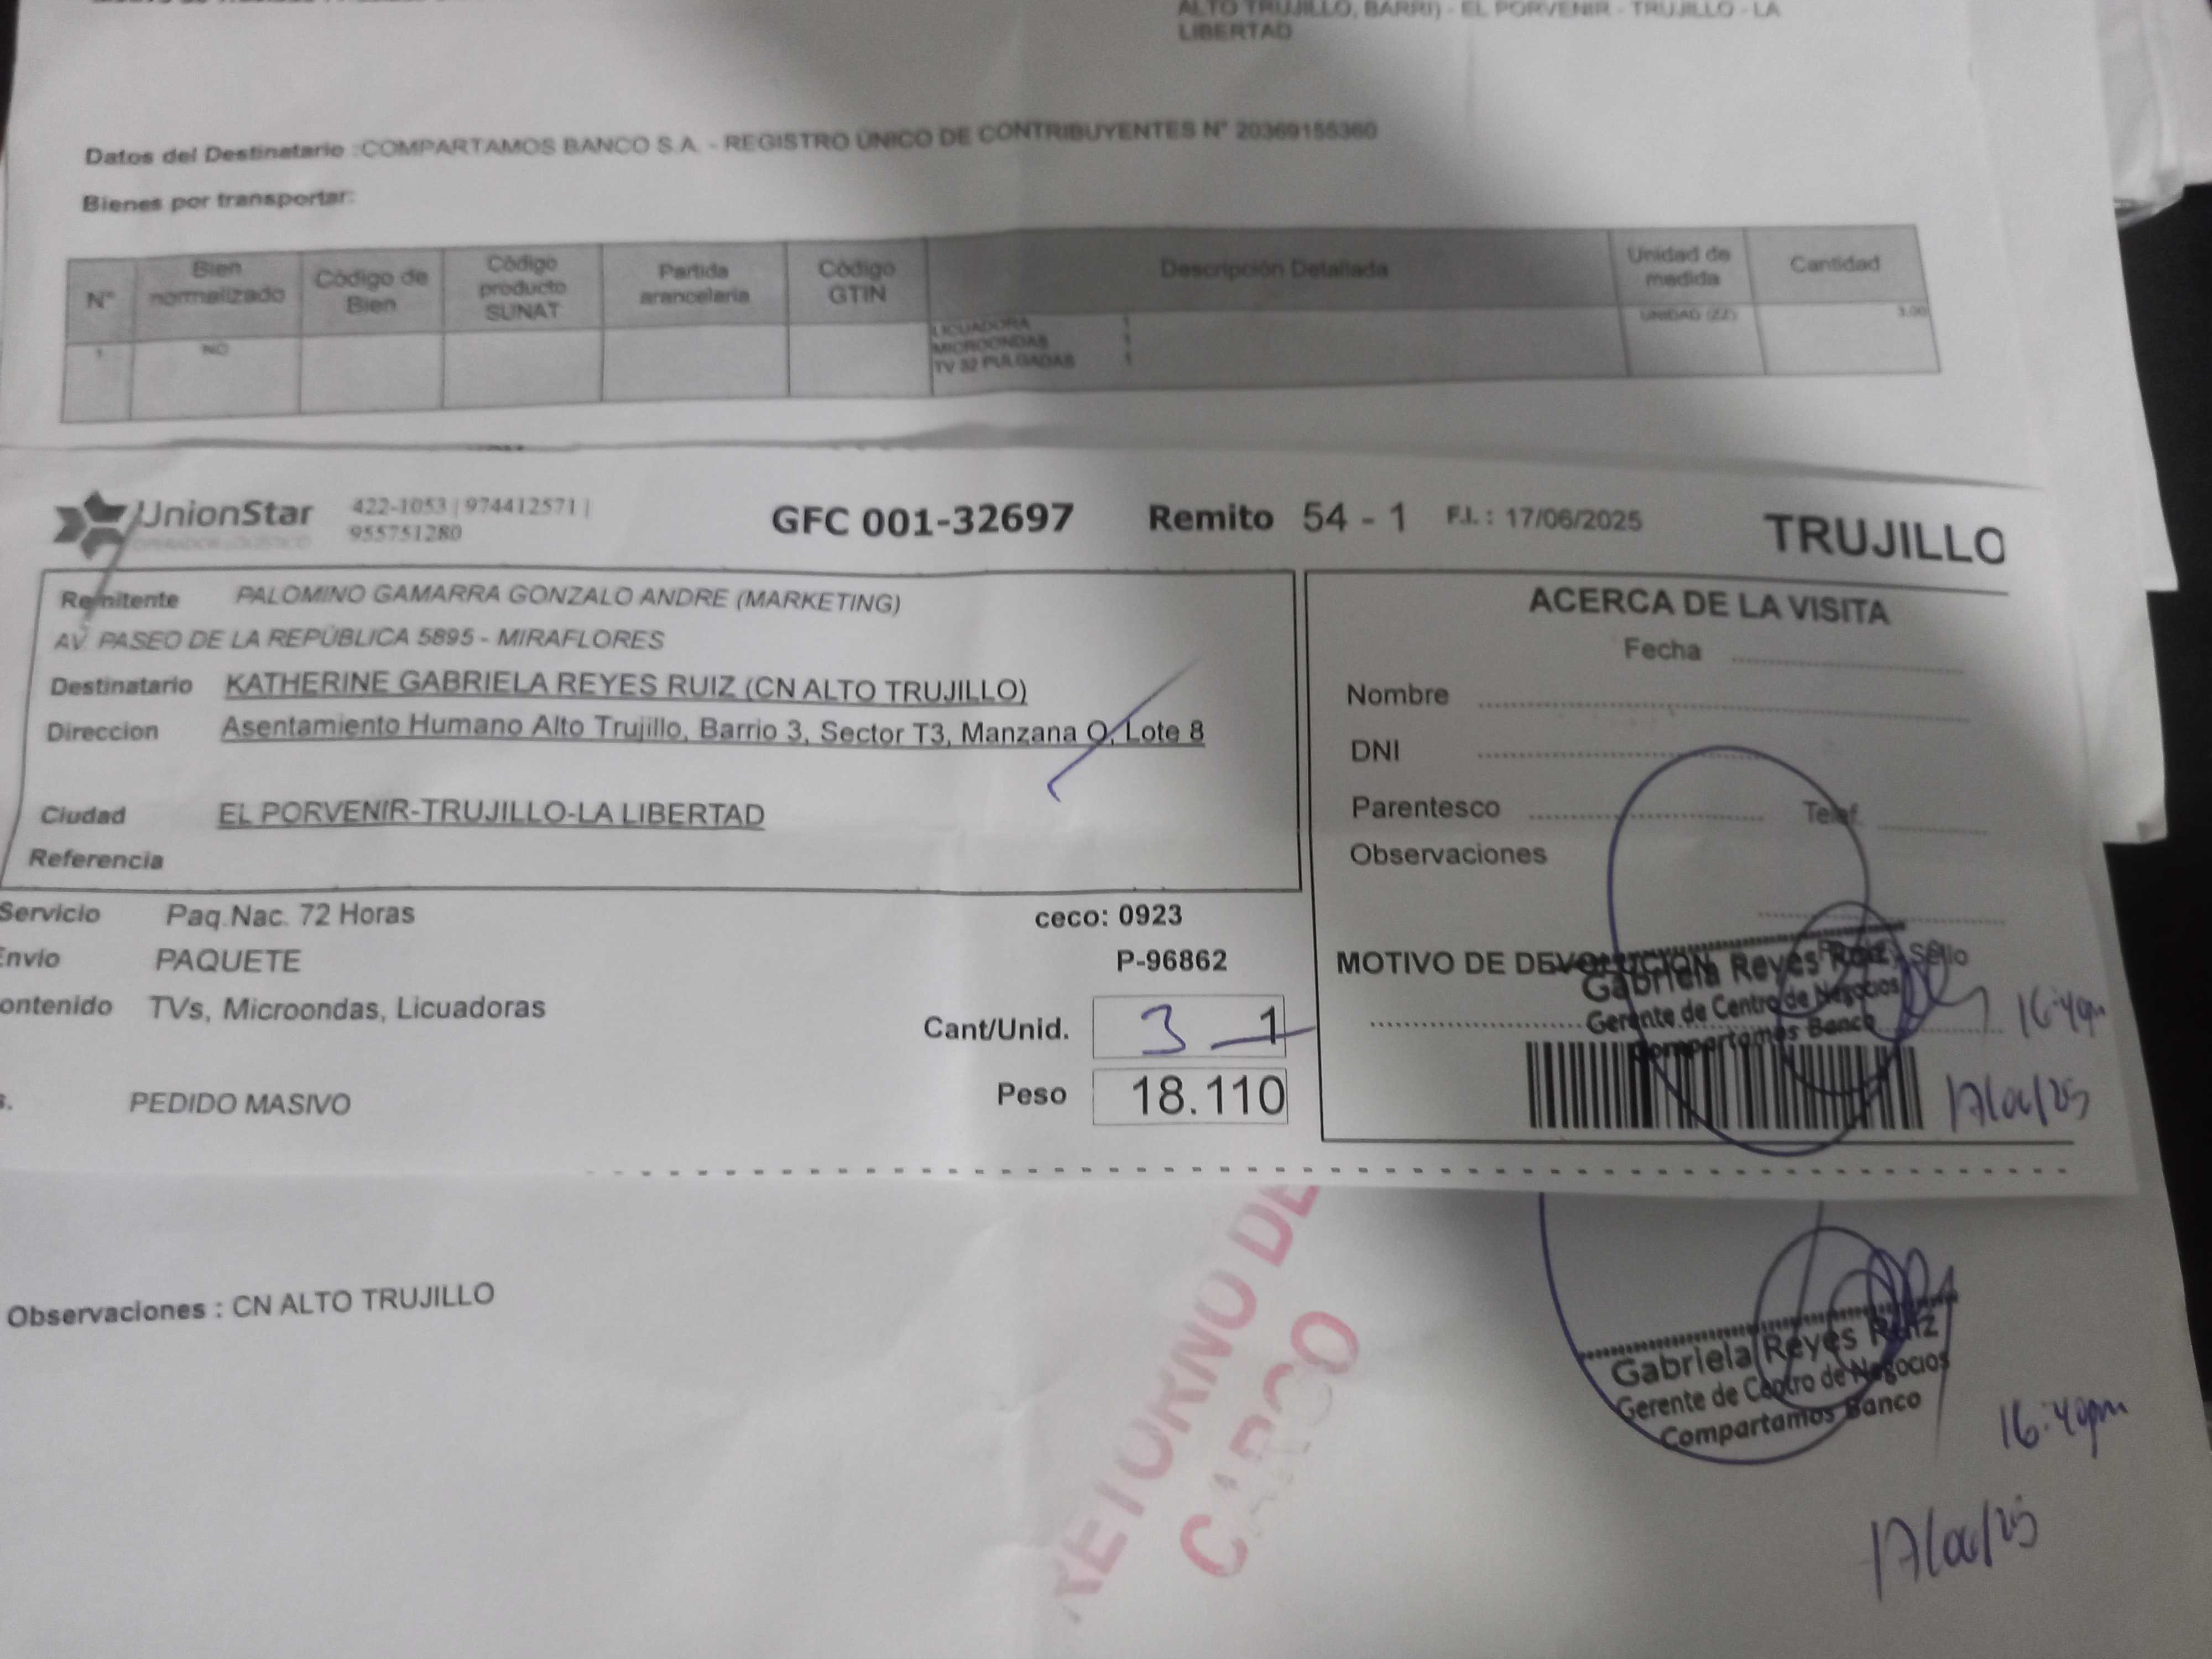 ALTO TRUJILLO, BARRI) - EL PORVENIR - TRUJILLO - LA
LIBERTAD
Datos del Destinatario :COMPARTAMOS BANCO S.A. - REGISTRO ÚNICO DE CONTRIBUYENTES N° 20369155360
Bienes por transportar:
N° Bien normalizado Código de Bien Código producto SUNAT Partida arancelaria Código GTIN Descripción Detallada Unidad de medida Cantidad
1 NO LICUADORA 1 UNIDAD (ZZ) 3.00
MICROONDAS 1
TV 32 PULGADAS 1
UnionStar
OPERADOR LOGÍSTICO
422-1053 | 974412571 |
955751280
GFC 001-32697 Remito 54 - 1 F.I.: 17/06/2025 TRUJILLO
Remitente PALOMINO GAMARRA GONZALO ANDRE (MARKETING)
AV. PASEO DE LA REPÚBLICA 5895 - MIRAFLORES
Destinatario KATHERINE GABRIELA REYES RUIZ (CN ALTO TRUJILLO)
Direccion Asentamiento Humano Alto Trujillo, Barrio 3, Sector T3, Manzana O, Lote 8
Ciudad EL PORVENIR-TRUJILLO-LA LIBERTAD
Referencia
Servicio Paq.Nac. 72 Horas ceco: 0923
Envio PAQUETE P-96862
ontenido TVs, Microondas, Licuadoras
Cant/Unid. 3 1
Peso 18.110
s. PEDIDO MASIVO
ACERCA DE LA VISITA
Fecha
Nombre
DNI
Parentesco Telef.
Observaciones
MOTIVO DE DEVOLUCION Sello
Gabriela Reyes Ruiz
Gerente de Centro de Negocios
Compartamos Banco
16:40pm
17/06/25
Observaciones : CN ALTO TRUJILLO
RETORNO DE
CARGO
Gabriela Reyes Ruiz
Gerente de Centro de Negocios
Compartamos Banco
16:40pm
17/06/25